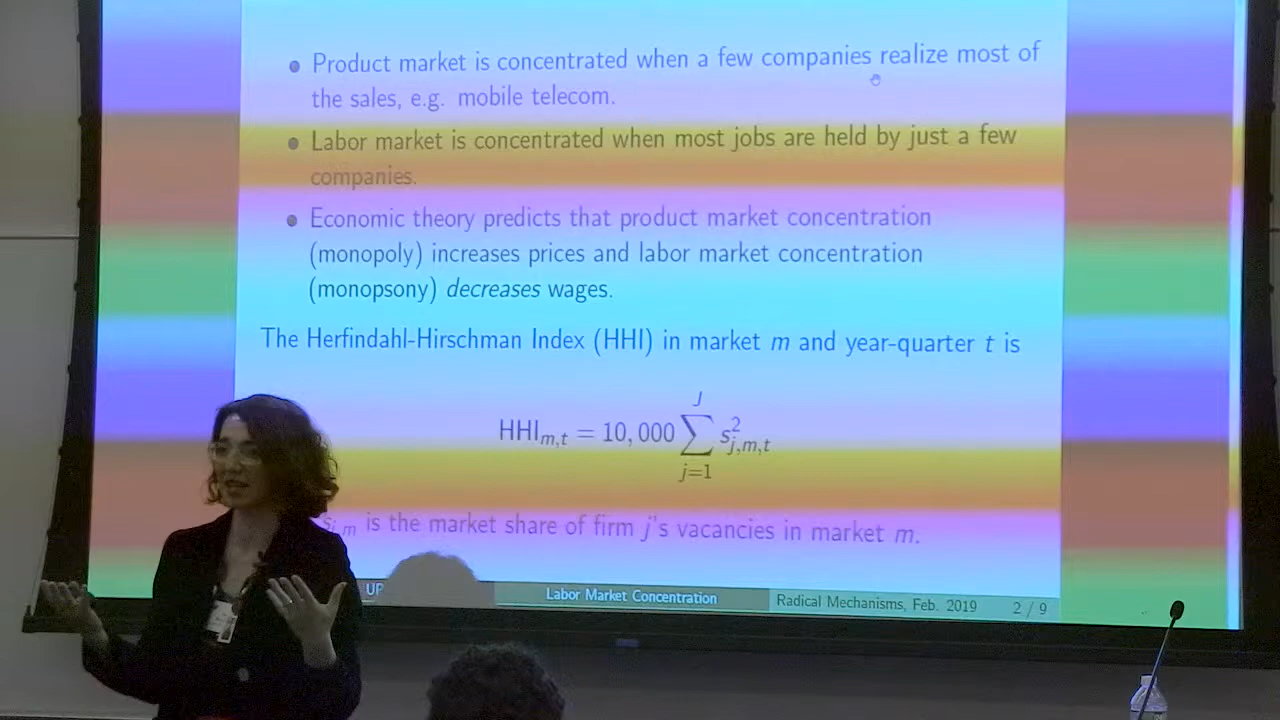 • Product market is concentrated when a few companies realize most of
the sales, e.g. mobile telecom.
• Labor market is concentrated when most jobs are held by just a few
companies.
• Economic theory predicts that product market concentration
(monopoly) increases prices and labor market concentration
(monopsony) decreases wages.
The Herfindahl-Hirschman Index (HHI) in market m and year-quarter t is
HHI_{m,t} = 10,000 \sum_{j=1}^{J} s^2_{j,m,t}
s_{j,m} is the market share of firm j's vacancies in market m.
UP Labor Market Concentration Radical Mechanisms, Feb. 2019 2 / 9